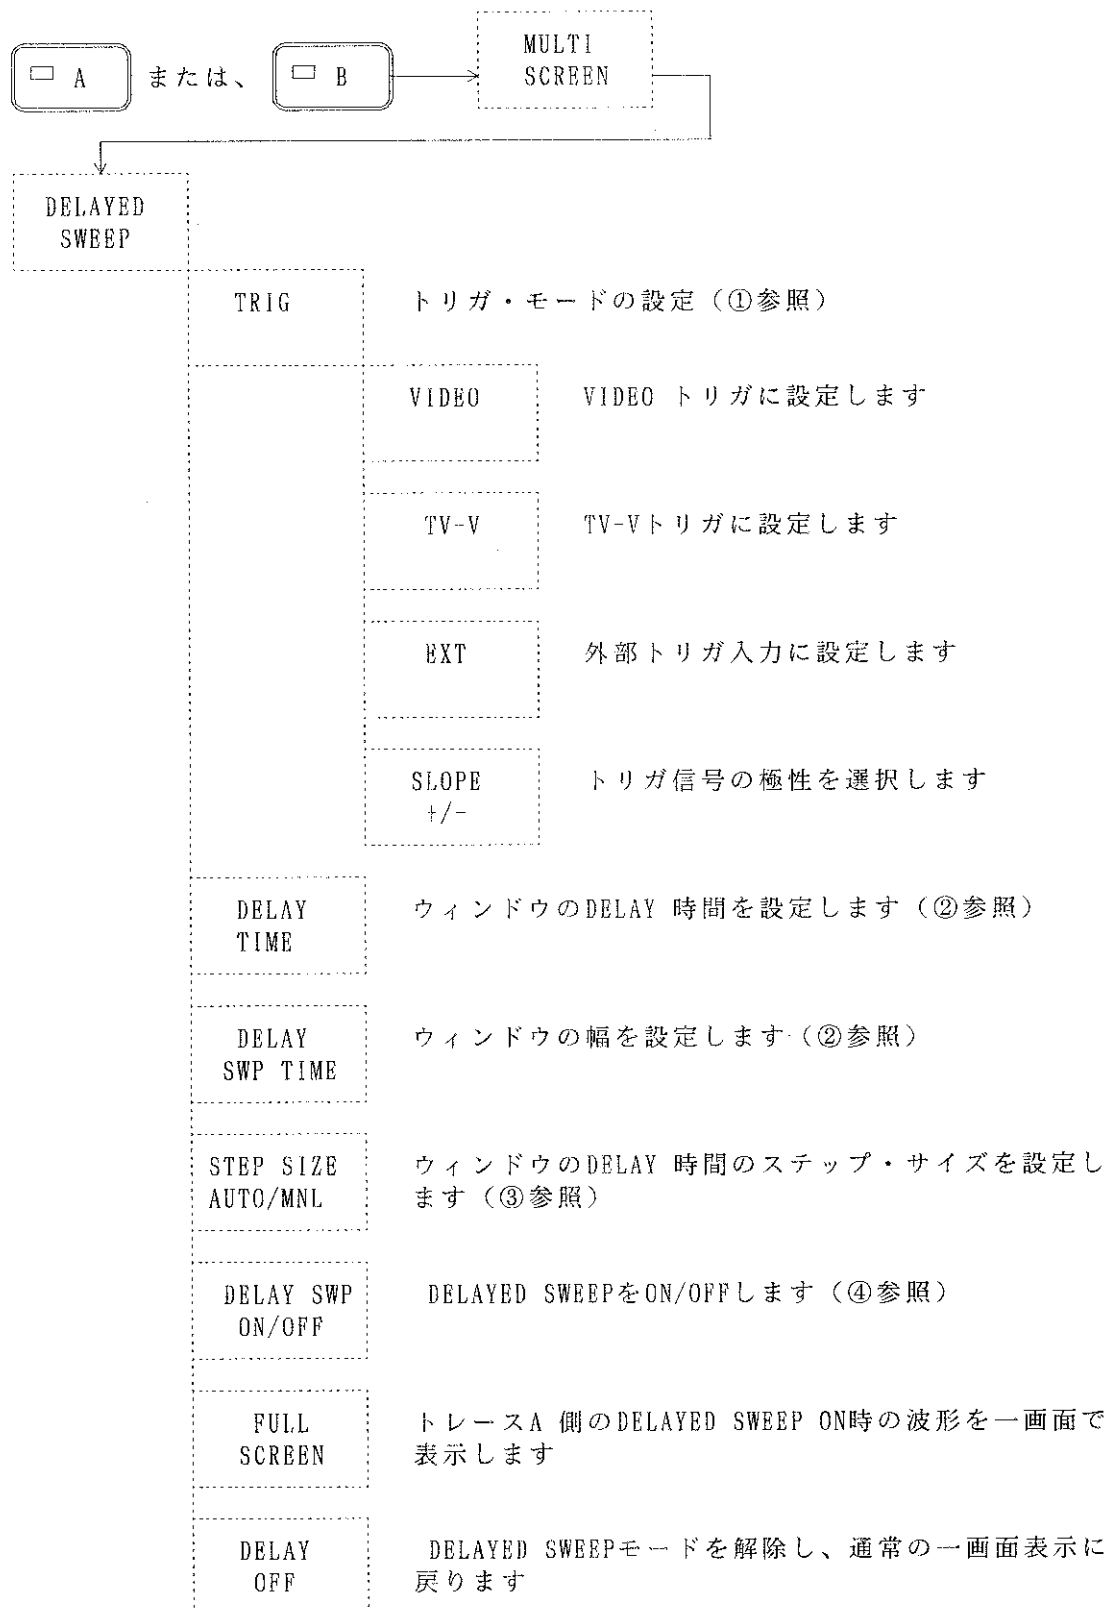 A または、 B
MULTI
SCREEN
DELAYED
SWEEP
TRIG トリガ・モードの設定（①参照）
VIDEO VIDEO トリガに設定します
TV-V TV-Vトリガに設定します
EXT 外部トリガ入力に設定します
SLOPE トリガ信号の極性を選択します
+/-
DELAY ウィンドウのDELAY 時間を設定します（②参照）
TIME
DELAY ウィンドウの幅を設定します（②参照）
SWP TIME
STEP SIZE ウィンドウのDELAY 時間のステップ・サイズを設定し
AUTO/MNL ます（③参照）
DELAY SWP DELAYED SWEEPをON/OFFします（④参照）
ON/OFF
FULL トレースA 側のDELAYED SWEEP ON時の波形を一画面で
SCREEN 表示します
DELAY DELAYED SWEEPモードを解除し、通常の一画面表示に
OFF 戻ります